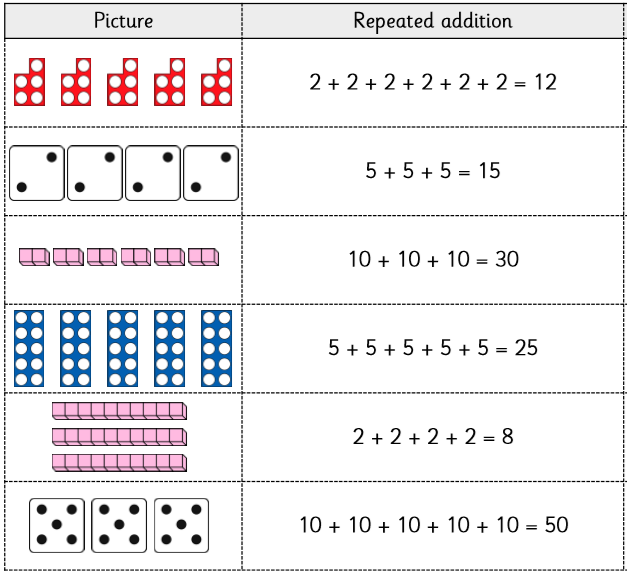 Picture
Repeated addition
2 + 2 + 2 + 2 + 2 + 2 = 12
5 + 5 + 5 = 15
10 + 10 + 10 = 30
5 + 5 + 5 + 5 + 5 = 25
2 + 2 + 2 + 2 = 8
10 + 10 + 10 + 10 + 10 = 50